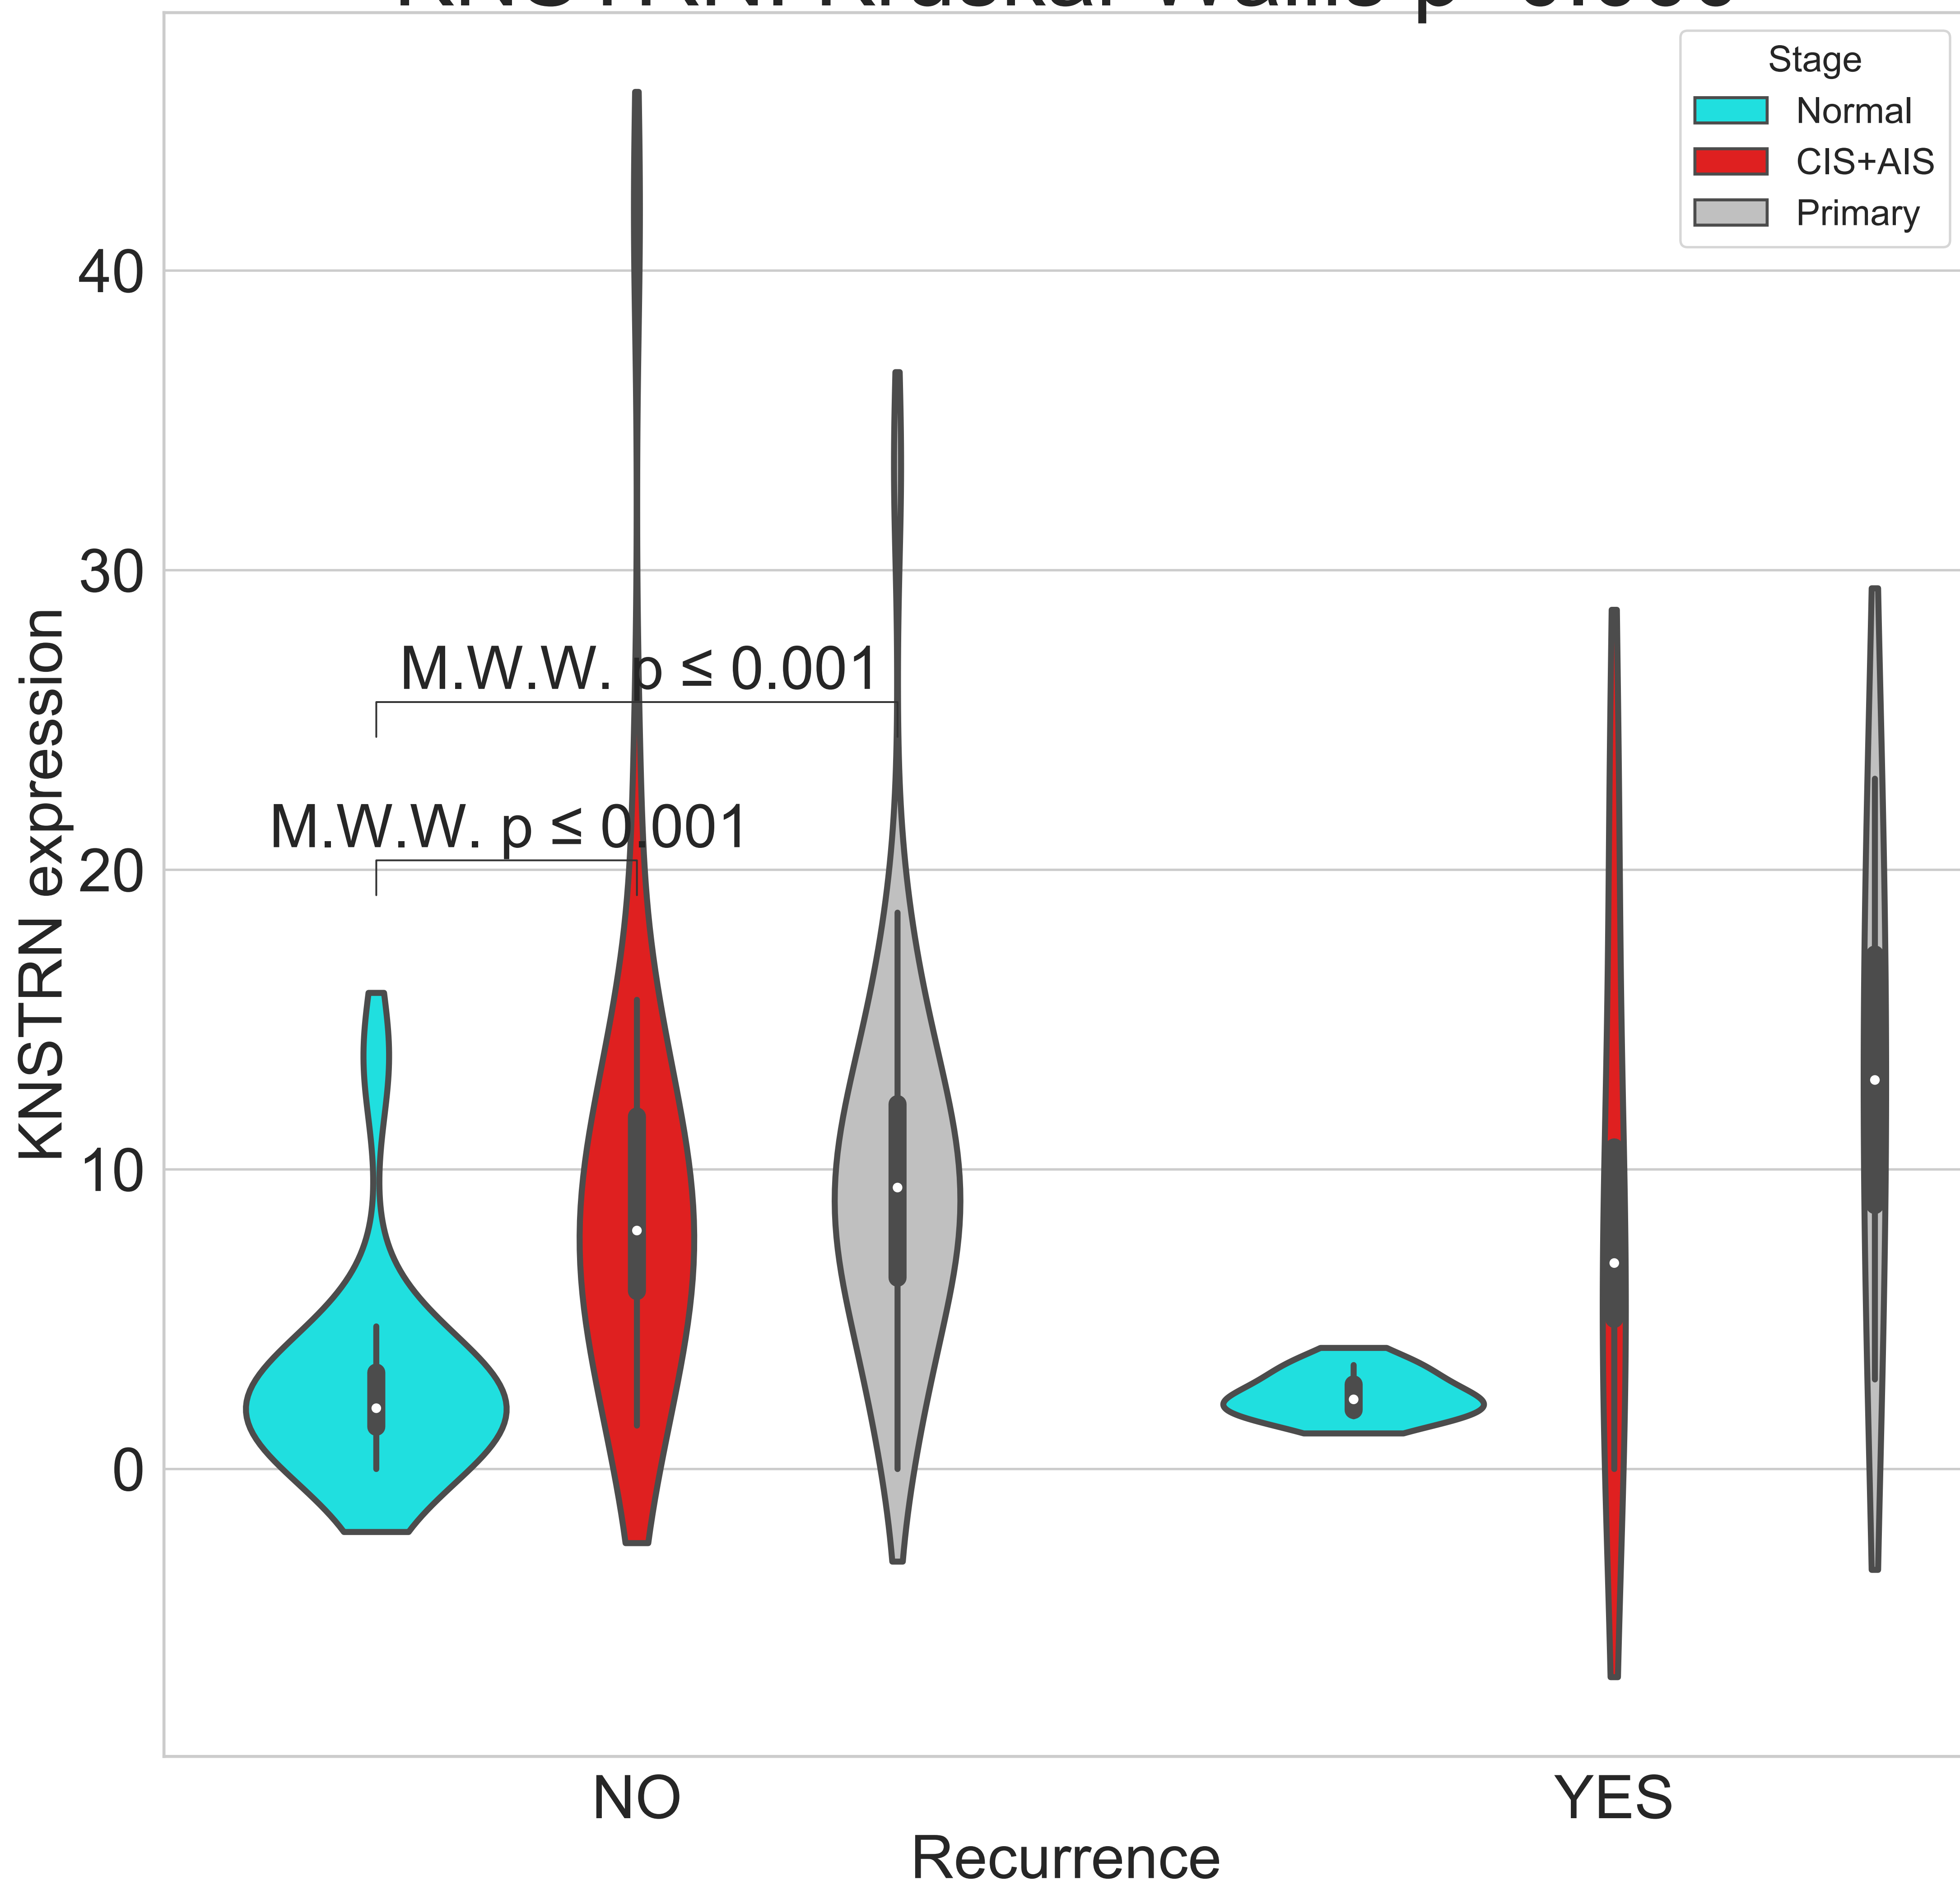 Stage
Normal
CIS+AIS
Primary
40
30
20
10
0
KNSTRN expression
M.W.W. p ≤ 0.001
M.W.W. p ≤ 0.001
NO
YES
Recurrence